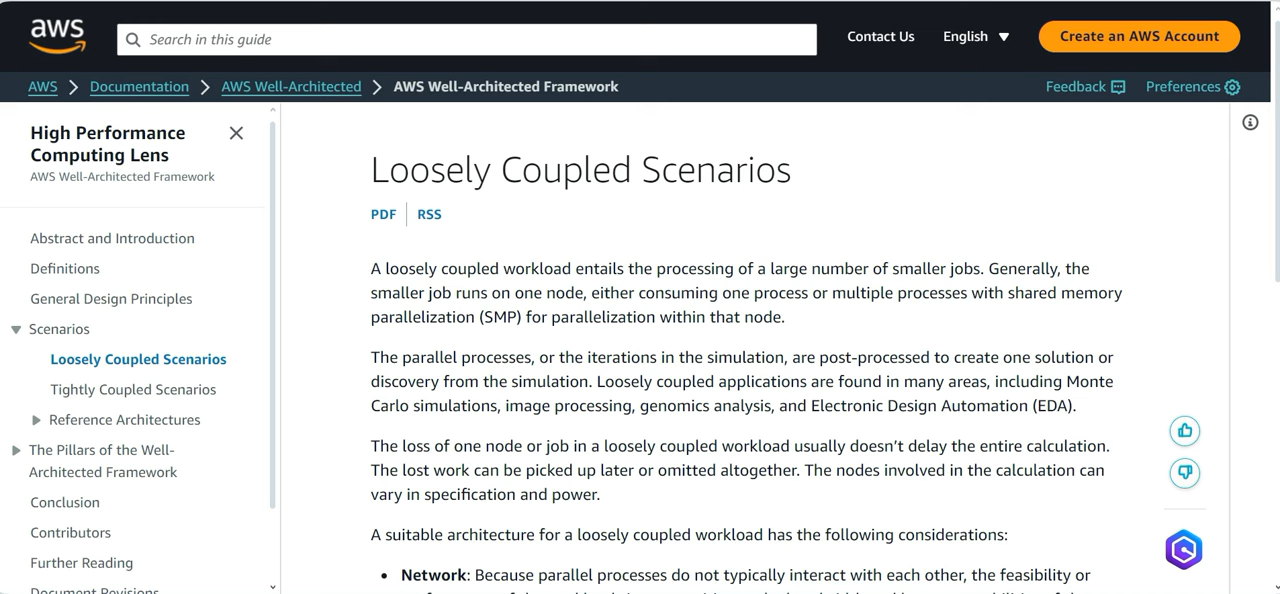 aws
Search in this guide
Contact Us
English
Create an AWS Account
AWS
Documentation
AWS Well-Architected
AWS Well-Architected Framework
Feedback
Preferences
High Performance
Computing Lens
AWS Well-Architected Framework
Abstract and Introduction
Definitions
General Design Principles
Scenarios
Loosely Coupled Scenarios
Tightly Coupled Scenarios
Reference Architectures
The Pillars of the Well-
Architected Framework
Conclusion
Contributors
Further Reading
Document Revisions
Loosely Coupled Scenarios
PDF
RSS
A loosely coupled workload entails the processing of a large number of smaller jobs. Generally, the
smaller job runs on one node, either consuming one process or multiple processes with shared memory
parallelization (SMP) for parallelization within that node.
The parallel processes, or the iterations in the simulation, are post-processed to create one solution or
discovery from the simulation. Loosely coupled applications are found in many areas, including Monte
Carlo simulations, image processing, genomics analysis, and Electronic Design Automation (EDA).
The loss of one node or job in a loosely coupled workload usually doesn’t delay the entire calculation.
The lost work can be picked up later or omitted altogether. The nodes involved in the calculation can
vary in specification and power.
A suitable architecture for a loosely coupled workload has the following considerations:
• Network: Because parallel processes do not typically interact with each other, the feasibility or